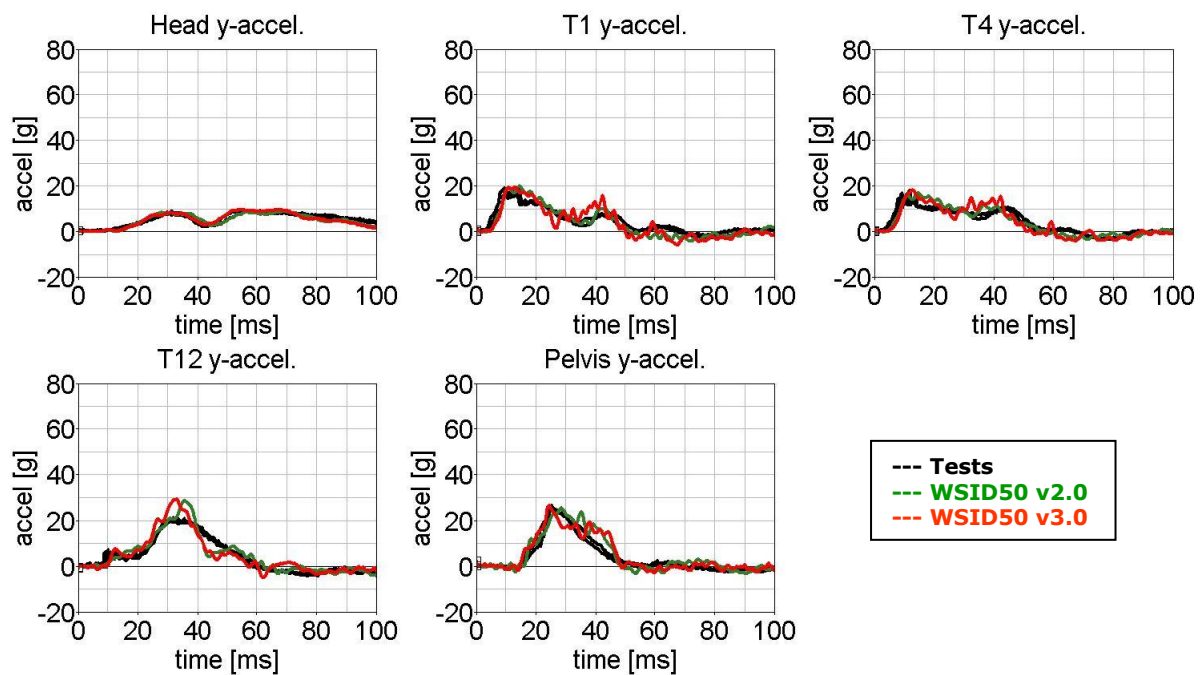 Head y-accel.
80
60
40
20
0
-20
accel [g]
0 20 40 60 80 100
time [ms]
T1 y-accel.
80
60
40
20
0
-20
accel [g]
0 20 40 60 80 100
time [ms]
T4 y-accel.
80
60
40
20
0
-20
accel [g]
0 20 40 60 80 100
time [ms]
T12 y-accel.
80
60
40
20
0
-20
accel [g]
0 20 40 60 80 100
time [ms]
Pelvis y-accel.
80
60
40
20
0
-20
accel [g]
0 20 40 60 80 100
time [ms]
--- Tests
--- WSID50 v2.0
--- WSID50 v3.0